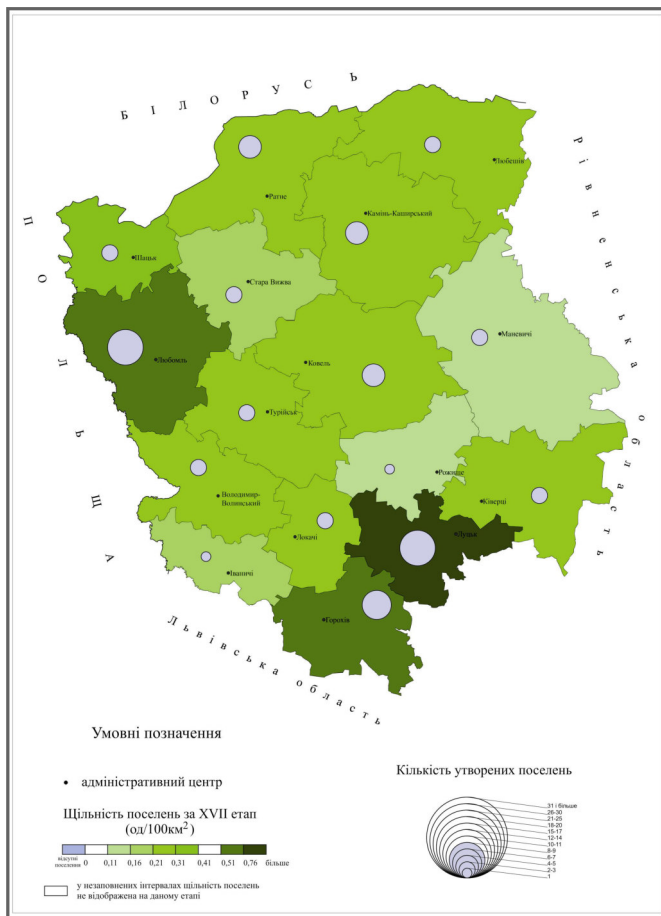 БІЛОРУСЬ
Рівненська область
ПОЛЬЩА
Любешів
Ратне
Камінь-Каширський
Шацьк
Стара Вижва
Маневичі
Любомль
Ковель
Турійськ
Рожище
Володимир-
Волинський
Ківерці
Локачі
Луцьк
Іваничі
Горохів
Львівська область
Умовні позначення
адміністративний центр
Щільність поселень за XVII етап
(од/100км²)
відсутні
поселення
0 0,11 0,16 0,21 0,31 0,41 0,51 0,76 більше
у незаповнених інтервалах щільність поселень
не відображена на даному етапі
Кількість утворених поселень
31 і більше
26-30
21-25
18-20
15-17
12-14
10-11
8-9
6-7
4-5
2-3
1